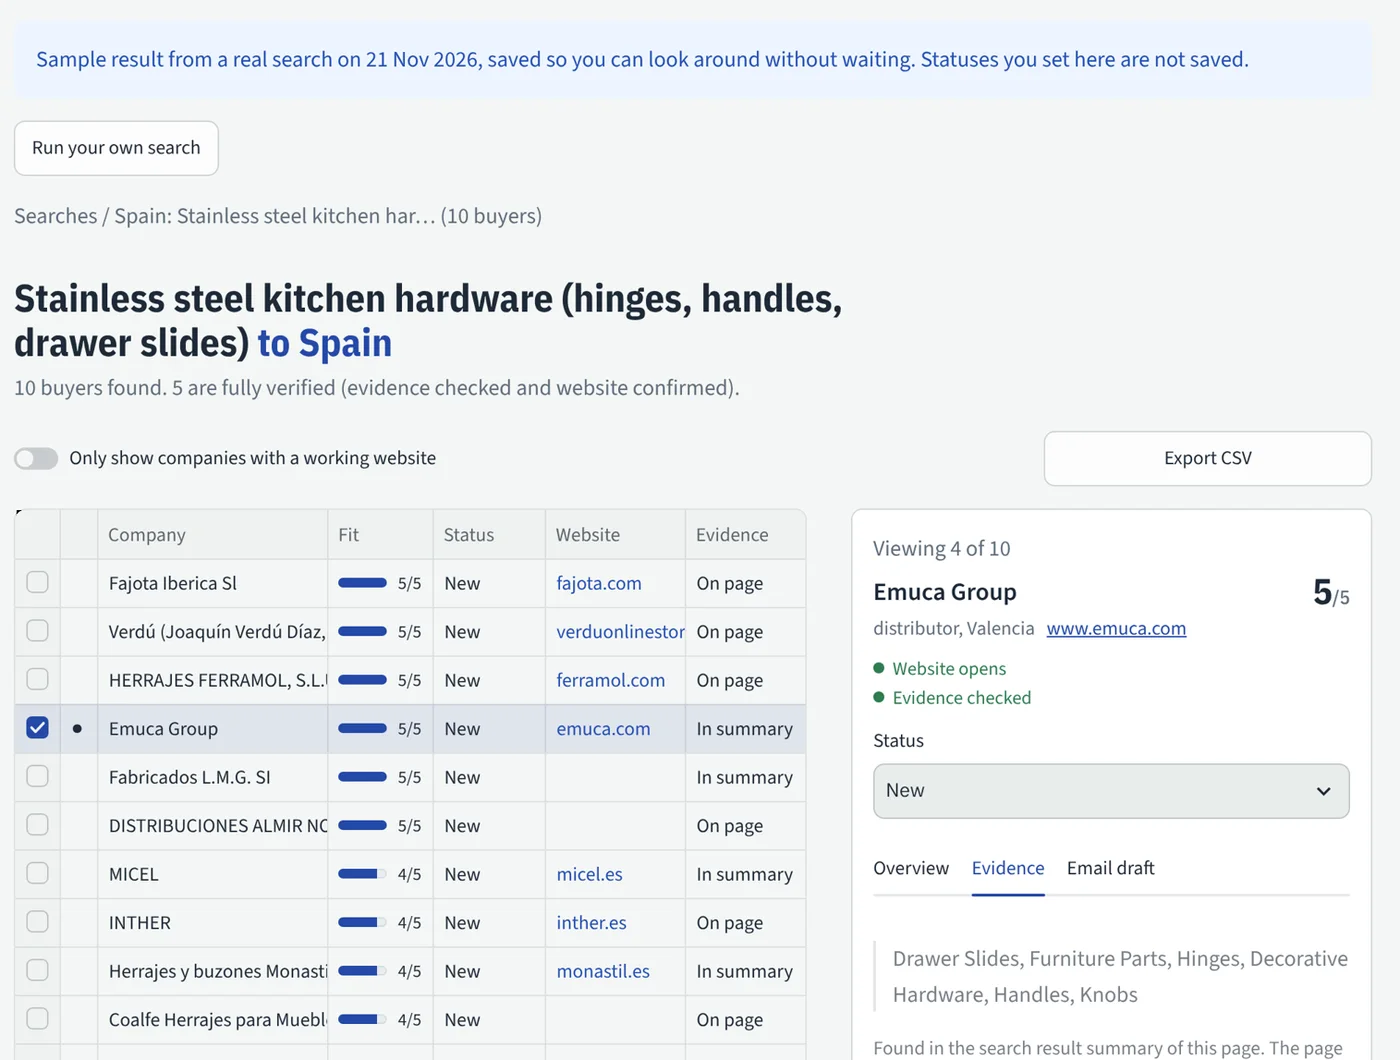 Sample result from a real search on 21 Nov 2026, saved so you can look around without waiting. Statuses you set here are not saved.
Run your own search
Searches / Spain: Stainless steel kitchen har… (10 buyers)
Stainless steel kitchen hardware (hinges, handles,
drawer slides) to Spain
10 buyers found. 5 are fully verified (evidence checked and website confirmed).
Only show companies with a working website
Export CSV
Company Fit Status Website Evidence
Fajota Iberica Sl 5/5 New fajota.com On page
Verdú (Joaquín Verdú Díaz, 5/5 New verduonlinestor On page
HERRAJES FERRAMOL, S.L. 5/5 New ferramol.com On page
Emuca Group 5/5 New emuca.com In summary
Fabricados L.M.G. Sl 5/5 New In summary
DISTRIBUCIONES ALMIR NO 5/5 New On page
MICEL 4/5 New micel.es In summary
INTHER 4/5 New inther.es On page
Herrajes y buzones Monasti 4/5 New monastil.es In summary
Coalfe Herrajes para Muebl 4/5 New On page
Viewing 4 of 10
Emuca Group 5/5
distributor, Valencia www.emuca.com
Website opens
Evidence checked
Status
New
Overview Evidence Email draft
Drawer Slides, Furniture Parts, Hinges, Decorative
Hardware, Handles, Knobs
Found in the search result summary of this page. The page